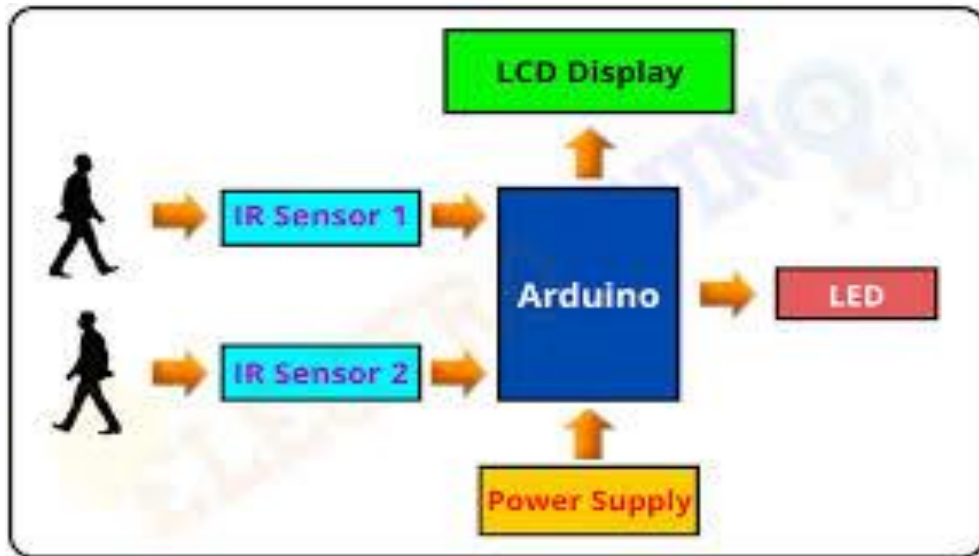 LCD Display
IR Sensor 1
Arduino
LED
IR Sensor 2
Power Supply